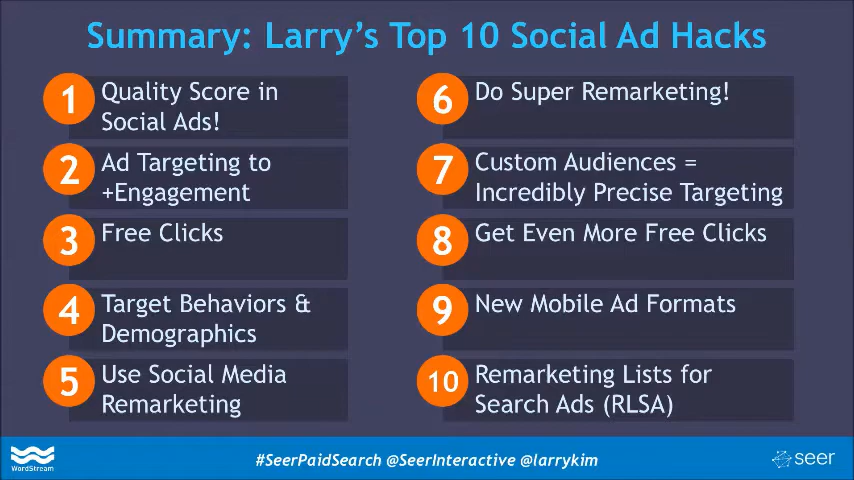 Summary: Larry's Top 10 Social Ad Hacks
1
Quality Score in
Social Ads!
2
Ad Targeting to
+Engagement
3
Free Clicks
4
Target Behaviors &
Demographics
5
Use Social Media
Remarketing
6
Do Super Remarketing!
7
Custom Audiences =
Incredibly Precise Targeting
8
Get Even More Free Clicks
9
New Mobile Ad Formats
10
Remarketing Lists for
Search Ads (RLSA)
WordStream
#SeerPaidSearch @SeerInteractive @larrykim
seer